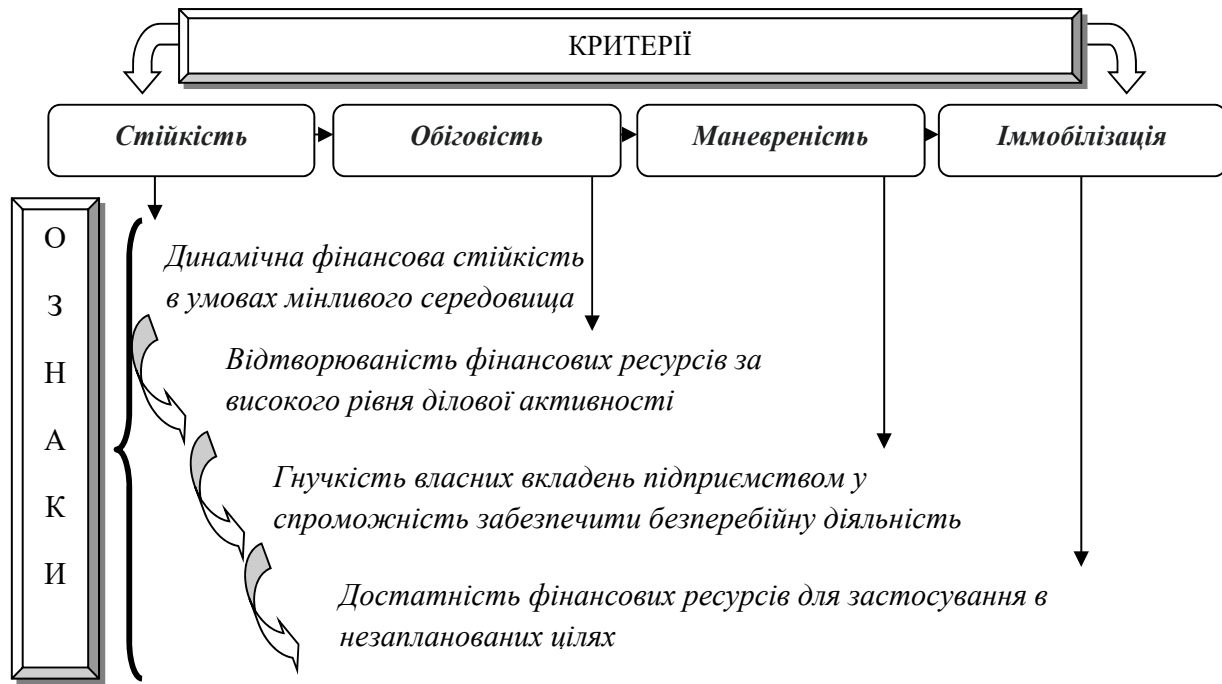 КРИТЕРІЇ
Стійкість
Обіговість
Маневреність
Іммобілізація
О
З
Н
А
К
И
Динамічна фінансова стійкість
в умовах мінливого середовища
Відтворюваність фінансових ресурсів за
високого рівня ділової активності
Гнучкість власних вкладень підприємством у
спроможність забезпечити безперебійну діяльність
Достатність фінансових ресурсів для застосування в
незапланованих цілях